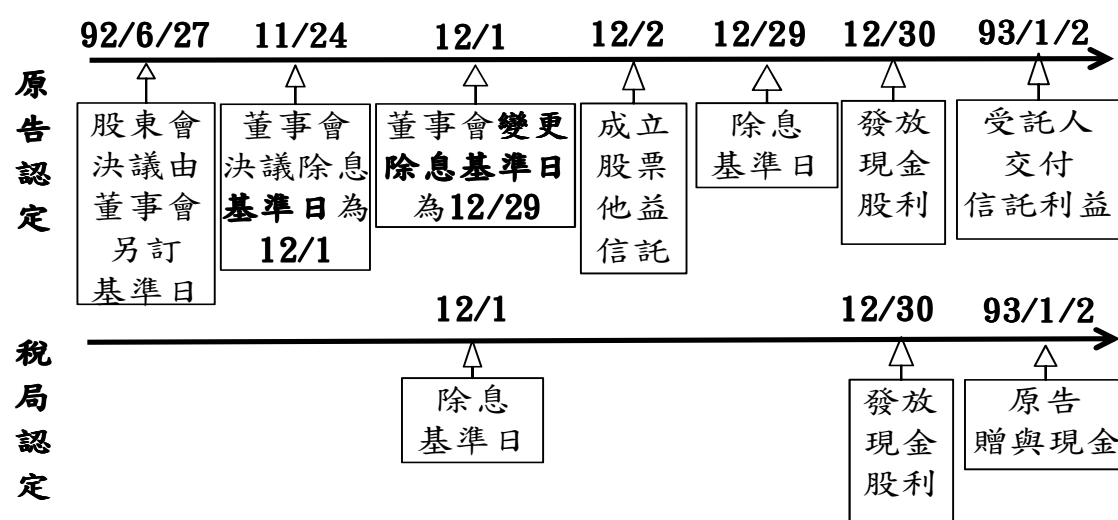 92/6/27 11/24 12/1 12/2 12/29 12/30 93/1/2
原告認定
股東會
決議由
董事會
另訂
基準日
董事會
決議除息
基準日為
12/1
董事會變更
除息基準日
為12/29
成立
股票
他益
信託
除息
基準日
發放
現金
股利
受託人
交付
信託利益
12/1 12/30 93/1/2
稅局認定
除息
基準日
發放
現金
股利
原告
贈與現金